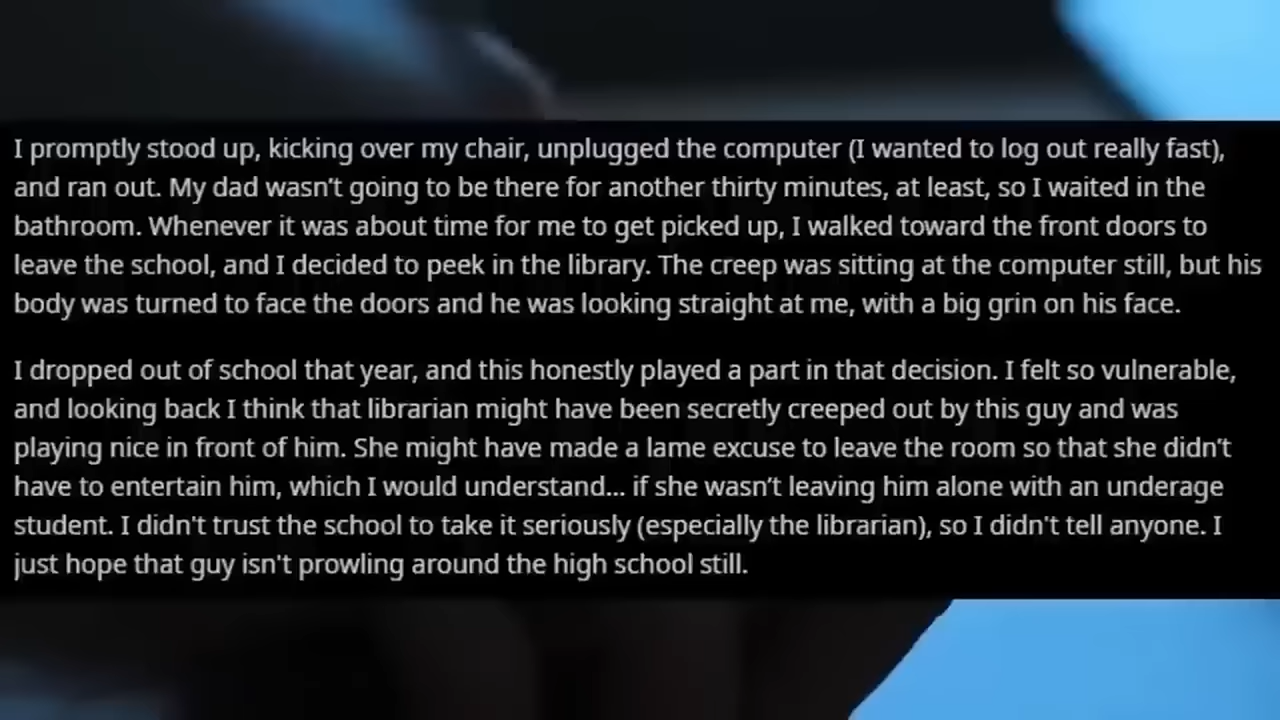 I promptly stood up, kicking over my chair, unplugged the computer (I wanted to log out really fast),
and ran out. My dad wasn’t going to be there for another thirty minutes, at least, so I waited in the
bathroom. Whenever it was about time for me to get picked up, I walked toward the front doors to
leave the school, and I decided to peek in the library. The creep was sitting at the computer still, but his
body was turned to face the doors and he was looking straight at me, with a big grin on his face.
I dropped out of school that year, and this honestly played a part in that decision. I felt so vulnerable,
and looking back I think that librarian might have been secretly creeped out by this guy and was
playing nice in front of him. She might have made a lame excuse to leave the room so that she didn’t
have to entertain him, which I would understand... if she wasn’t leaving him alone with an underage
student. I didn't trust the school to take it seriously (especially the librarian), so I didn't tell anyone. I
just hope that guy isn't prowling around the high school still.